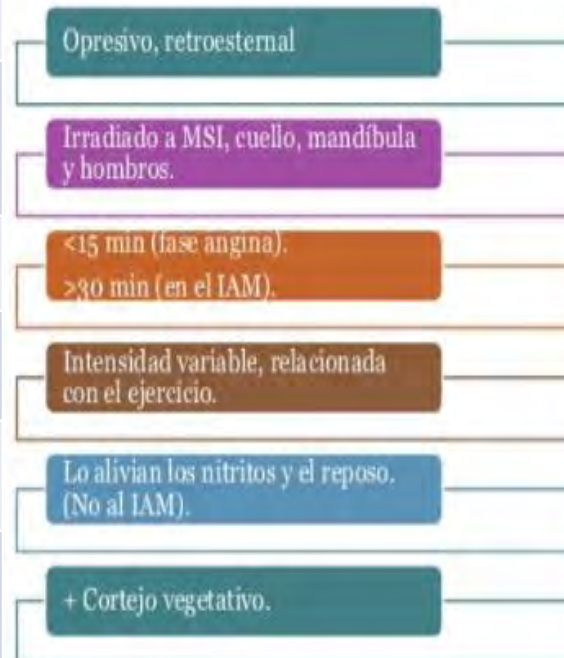 Opresivo, retroesternal
Irradiado a MSI, cuello, mandíbula
y hombros.
<15 min (fase angina).
>30 min (en el IAM).
Intensidad variable, relacionada
con el ejercicio.
Lo alivian los nitritos y el reposo.
(No al IAM).
+ Cortejo vegetativo.